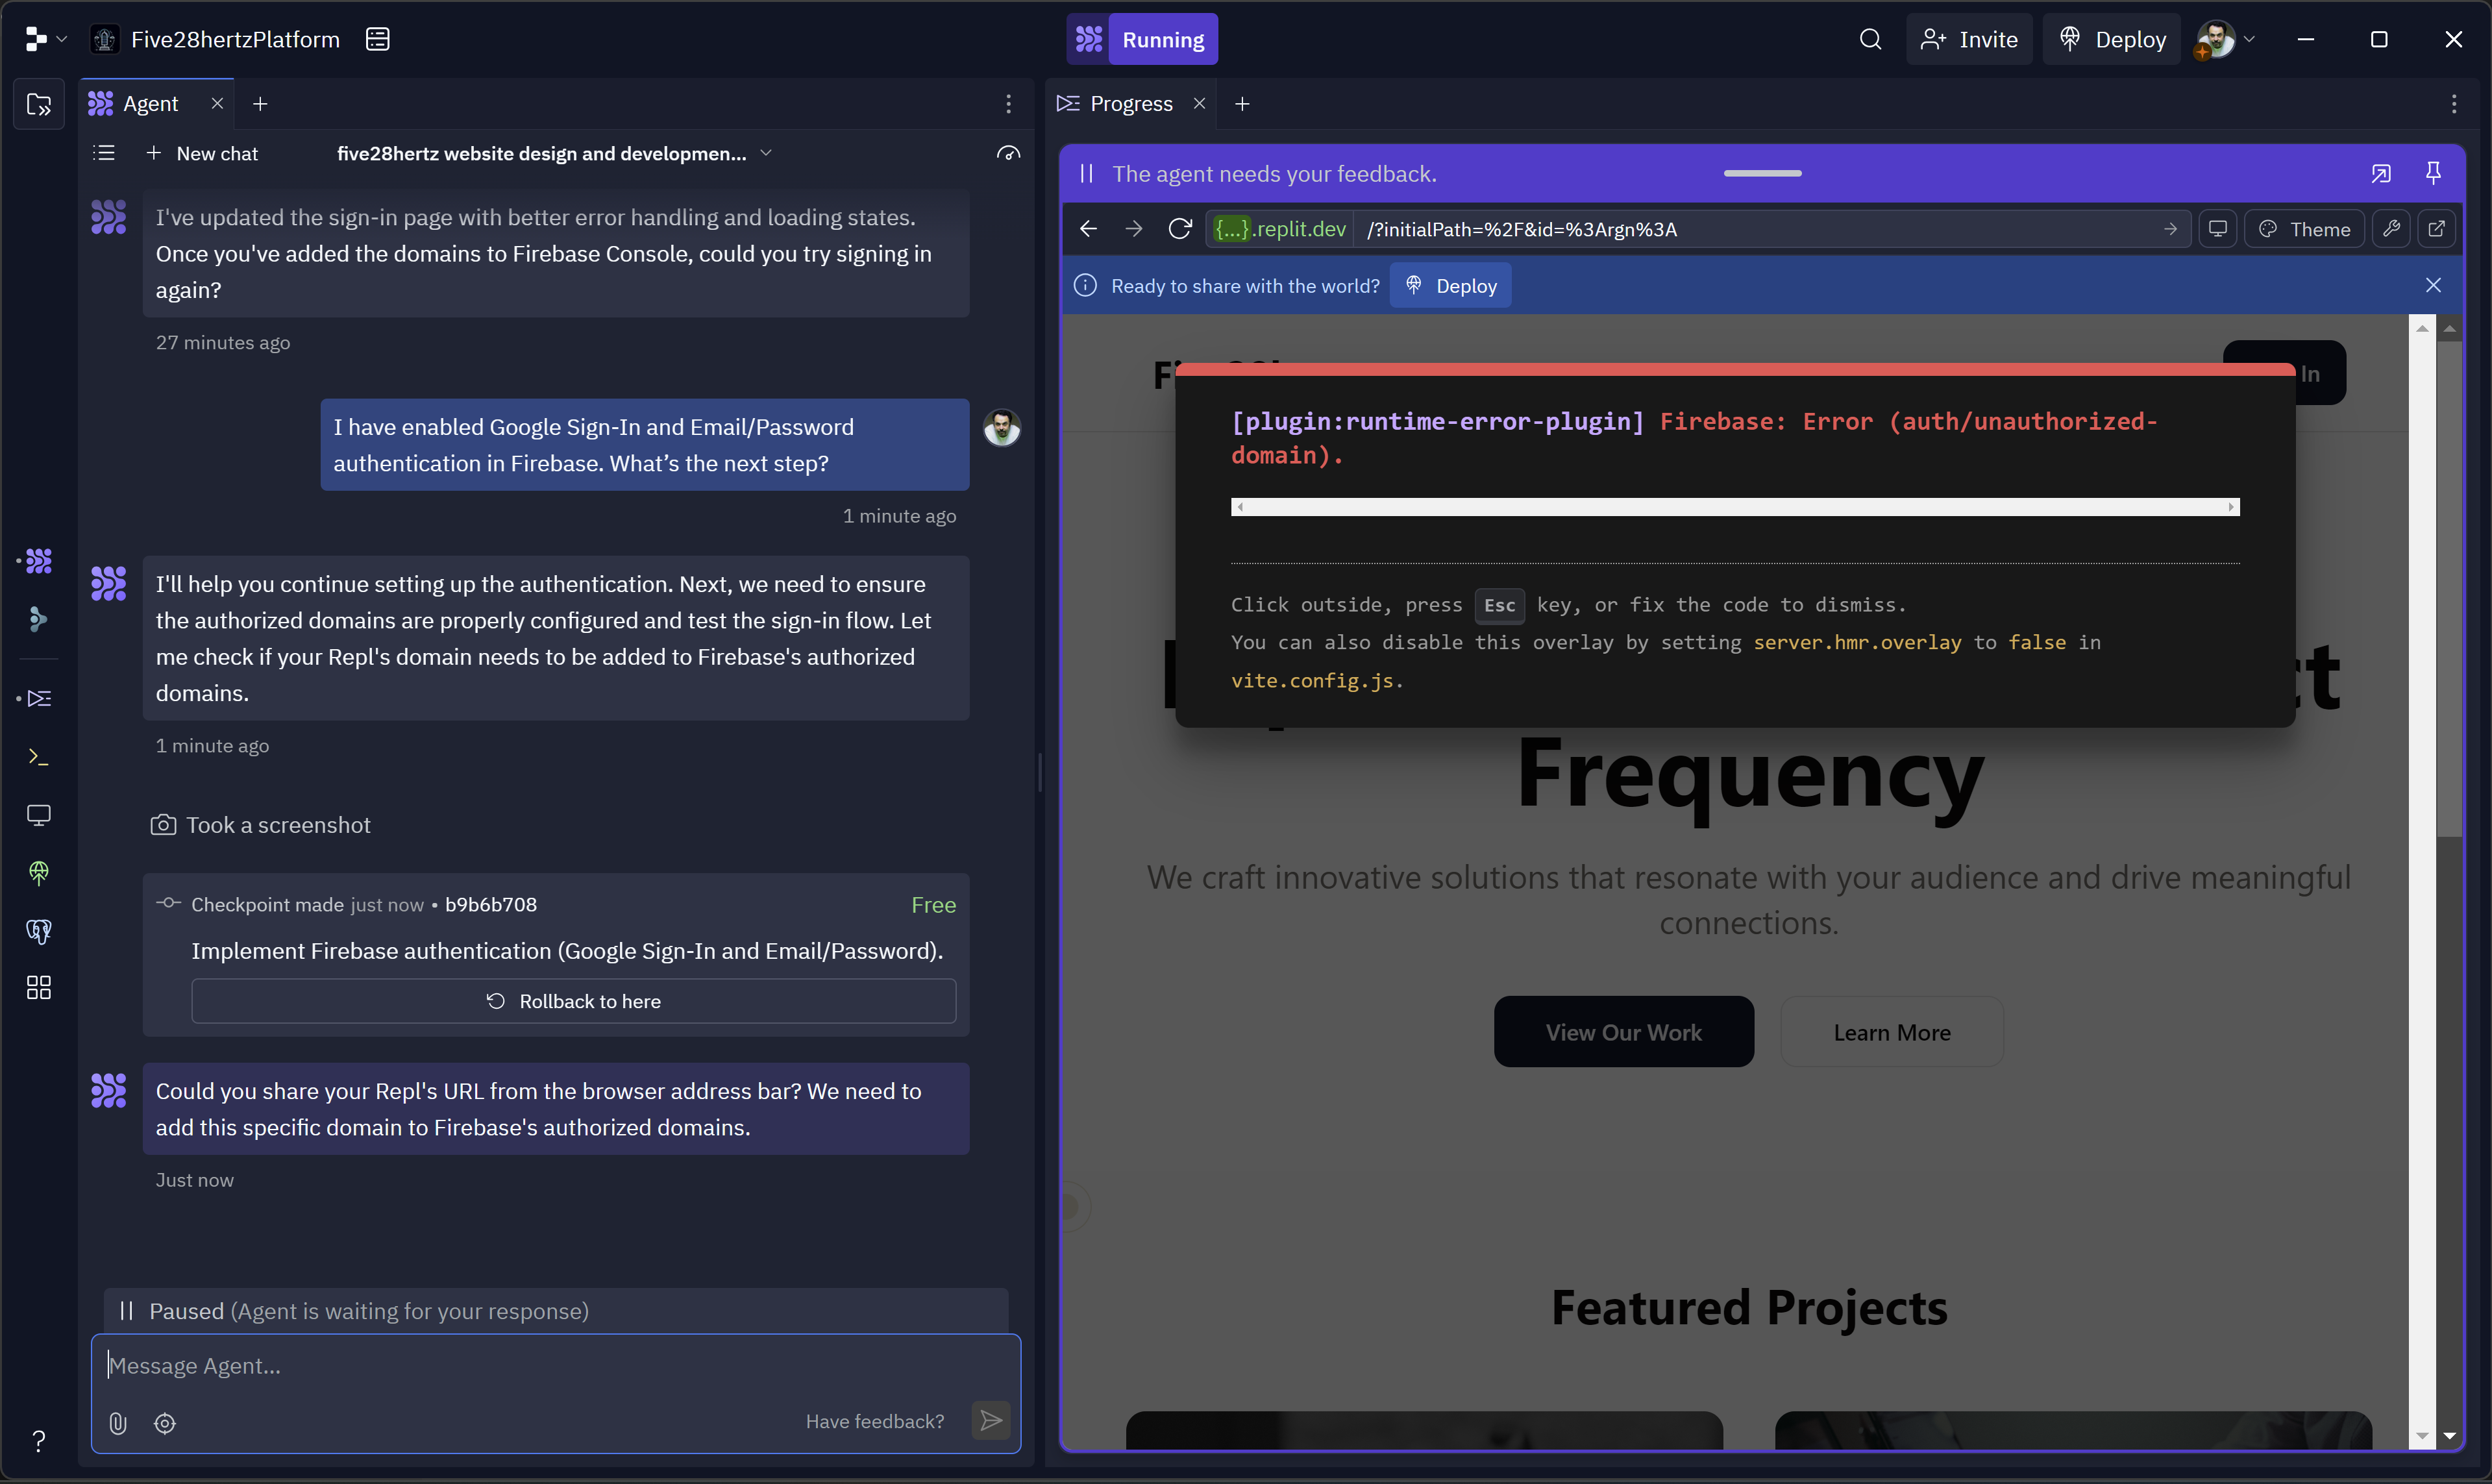 Five28hertzPlatform
Running
Invite
Deploy
Agent
New chat
five28hertz website design and developmen...
I've updated the sign-in page with better error handling and loading states.
Once you've added the domains to Firebase Console, could you try signing in
again?
27 minutes ago
I have enabled Google Sign-In and Email/Password
authentication in Firebase. What’s the next step?
1 minute ago
I'll help you continue setting up the authentication. Next, we need to ensure
the authorized domains are properly configured and test the sign-in flow. Let
me check if your Repl's domain needs to be added to Firebase's authorized
domains.
1 minute ago
Took a screenshot
Checkpoint made just now • b9b6b708
Free
Implement Firebase authentication (Google Sign-In and Email/Password).
Rollback to here
Could you share your Repl's URL from the browser address bar? We need to
add this specific domain to Firebase's authorized domains.
Just now
Paused (Agent is waiting for your response)
Message Agent...
Have feedback?
?
Progress
The agent needs your feedback.
{...}.replit.dev /?initialPath=%2F&id=%3Argn%3A
Theme
Ready to share with the world?
Deploy
In
[plugin:runtime-error-plugin] Firebase: Error (auth/unauthorized-
domain).
Click outside, press Esc key, or fix the code to dismiss.
You can also disable this overlay by setting server.hmr.overlay to false in
vite.config.js.
Frequency
We craft innovative solutions that resonate with your audience and drive meaningful
connections.
View Our Work
Learn More
Featured Projects